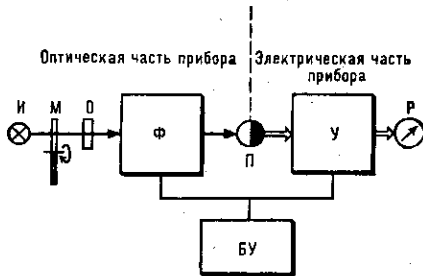 Оптическая часть прибора
Электрическая часть
прибора
И М О
Ф
П
У
Р
БУ